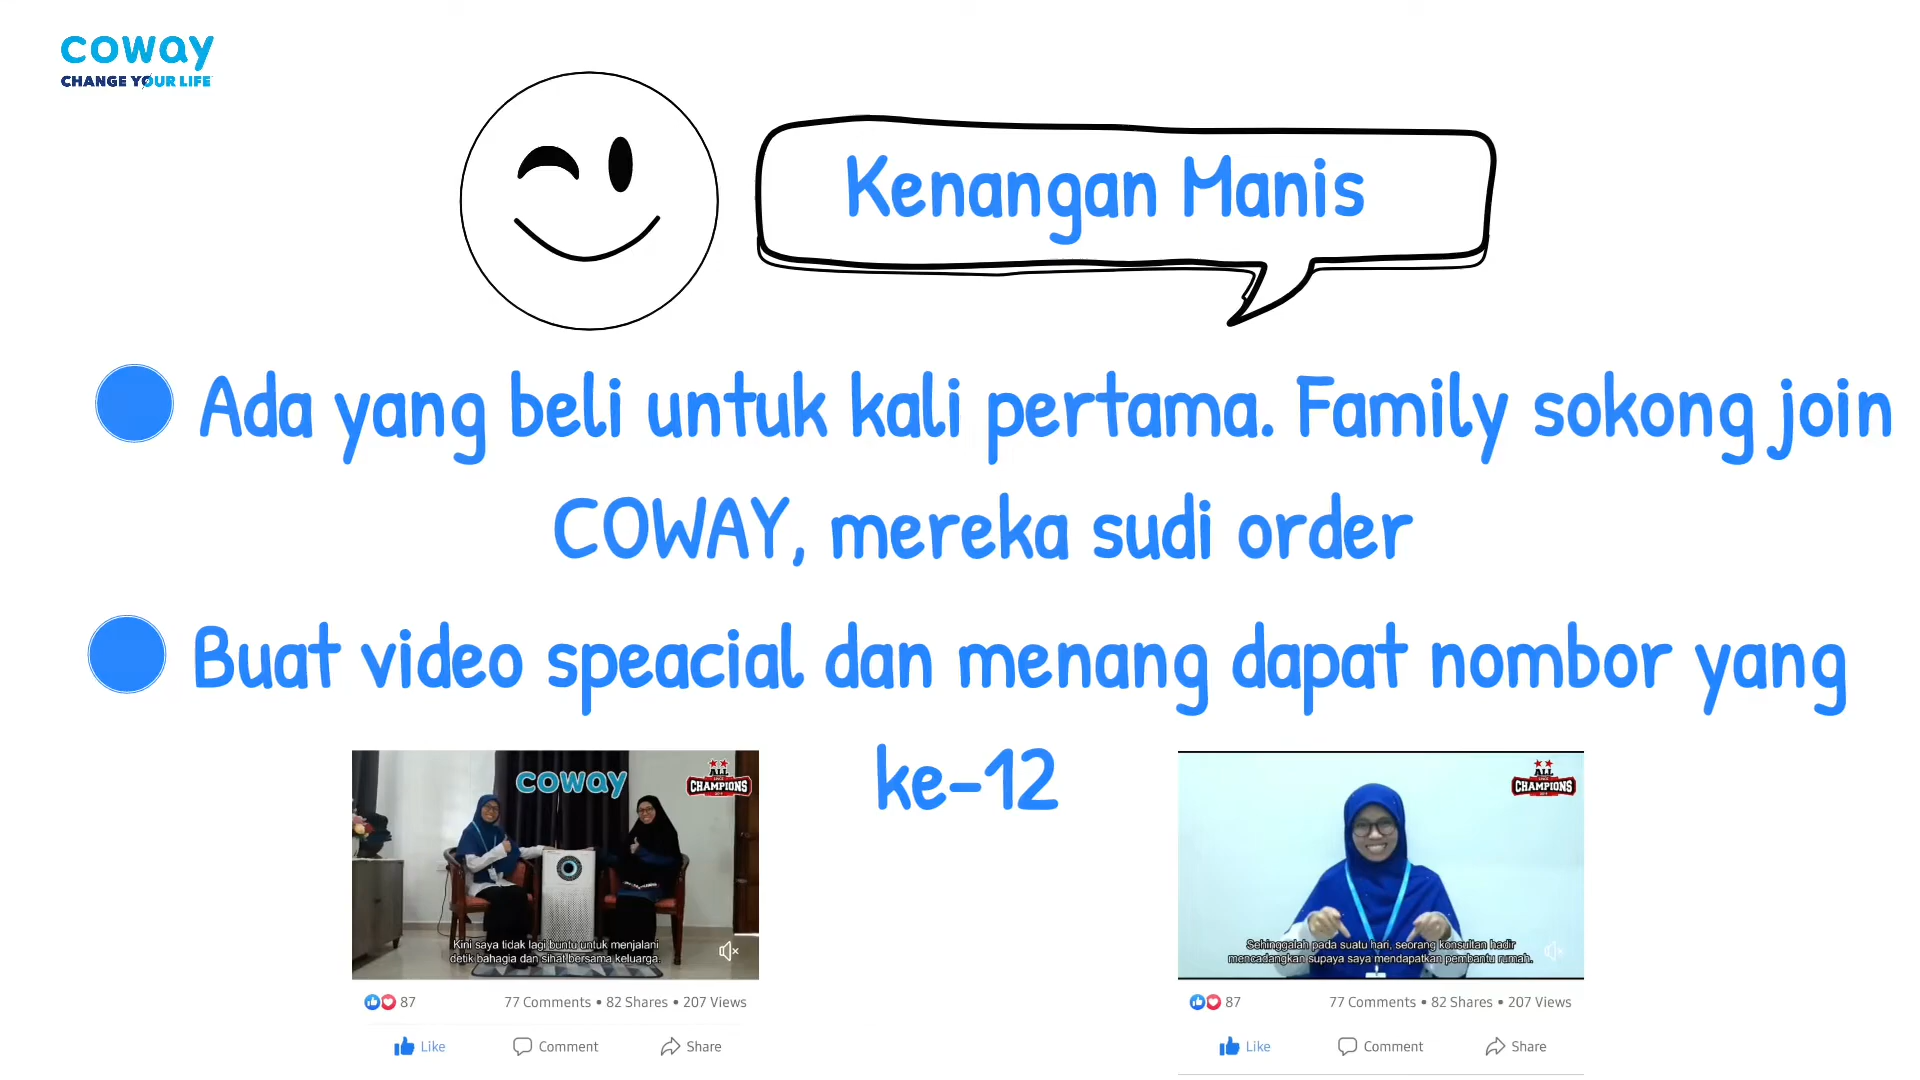 coway
CHANGE YOUR LIFE
Kenangan Manis
Ada yang beli untuk kali pertama. Family sokong join
COWAY, mereka sudi order
Buat video speacial dan menang dapat nombor yang
ke-12
coway
ALL
CHAMPIONS
Kini saya tidak lagi buntu untuk menjalani
detik bahagia dan sihat bersama keluarga.
87
77 Comments • 82 Shares • 207 Views
Like Comment Share
ALL
CHAMPIONS
Sehinggalah pada suatu hari, seorang konsultan hadir
mencadangkan supaya saya mendapatkan pembantu rumah.
87
77 Comments • 82 Shares • 207 Views
Like Comment Share